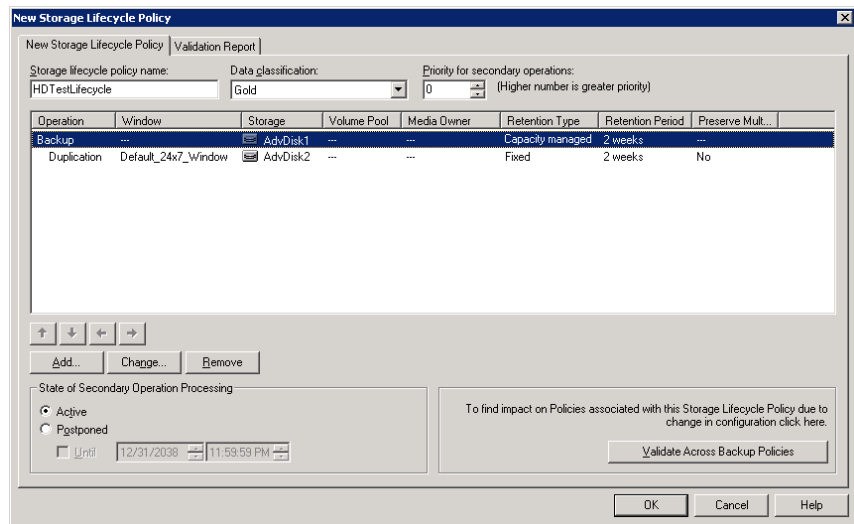 New Storage Lifecycle Policy
New Storage Lifecycle Policy Validation Report
Storage lifecycle policy name: Data classification: Priority for secondary operations:
HDTestLifecycle Gold 0 (Higher number is greater priority)
Operation Window Storage Volume Pool Media Owner Retention Type Retention Period Preserve Mult...
Backup --- AdvDisk1 --- --- Capacity managed 2 weeks ---
Duplication Default_24x7_Window AdvDisk2 --- --- Fixed 2 weeks No
Add... Change... Remove
State of Secondary Operation Processing
Active
Postponed
Until 12/31/2038 11:59:59 PM
To find impact on Policies associated with this Storage Lifecycle Policy due to
change in configuration click here.
Validate Across Backup Policies
OK Cancel Help